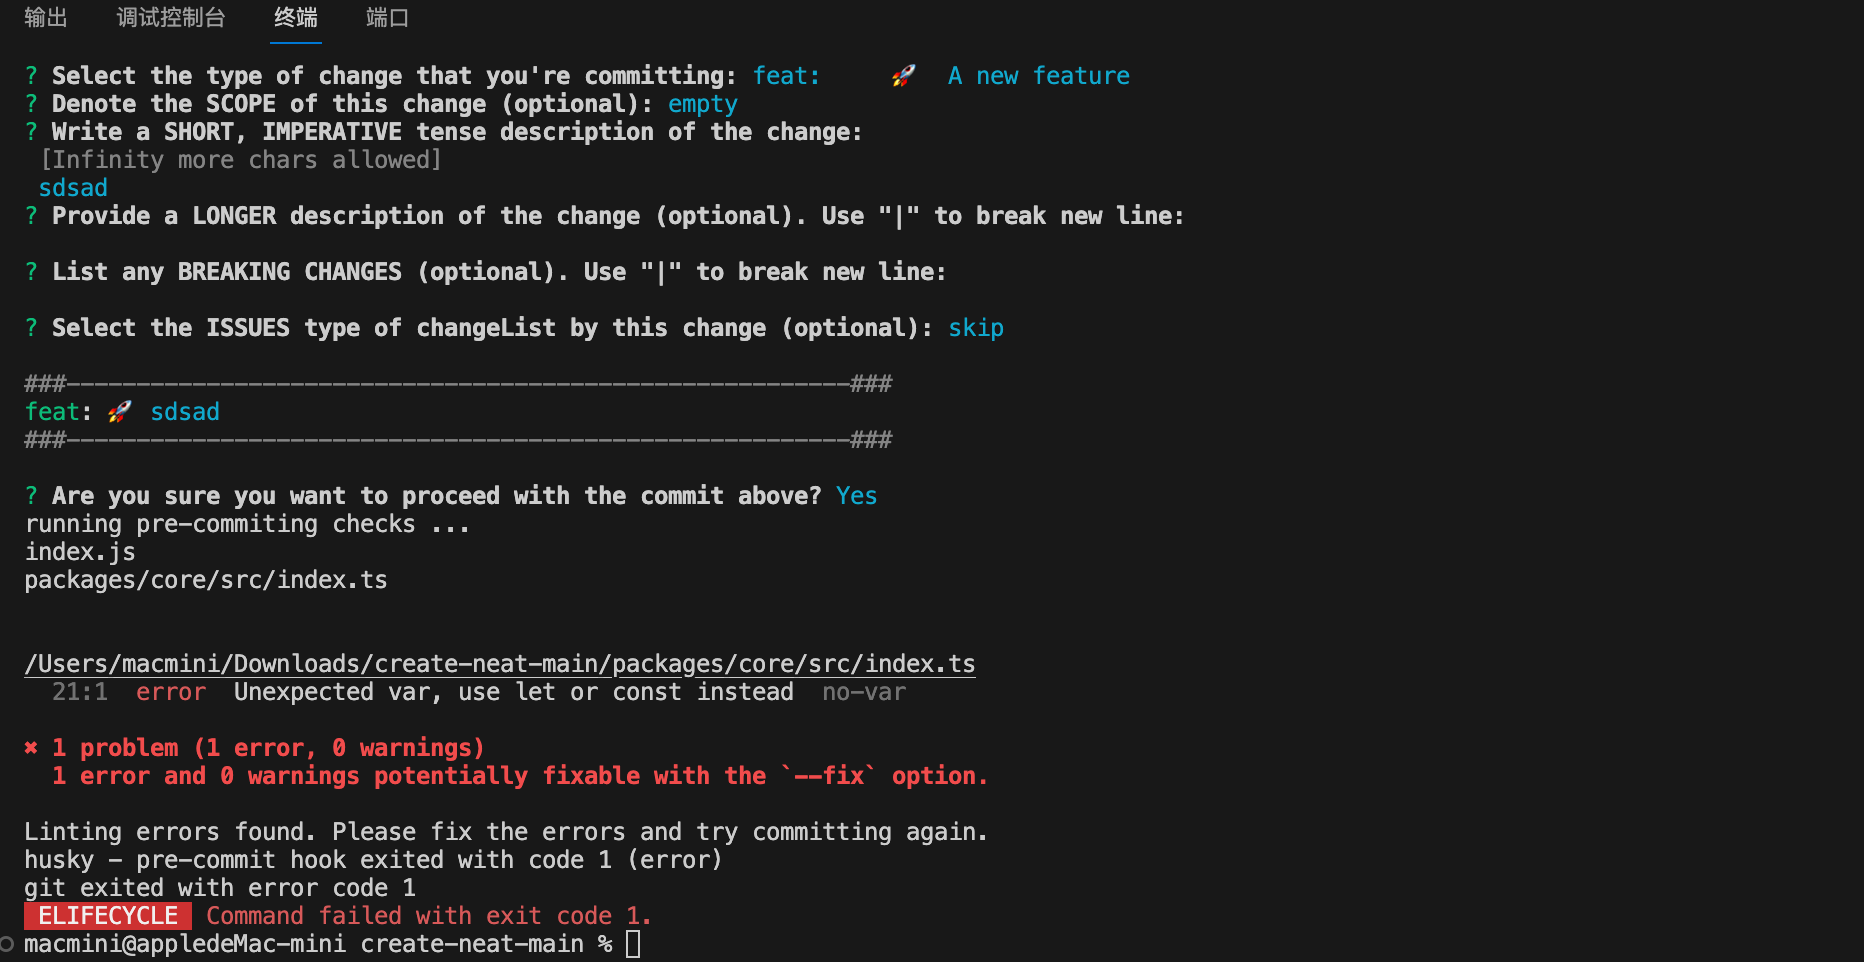 输出 调试控制台 终端 端口
? Select the type of change that you're committing: feat: 🚀 A new feature
? Denote the SCOPE of this change (optional): empty
? Write a SHORT, IMPERATIVE tense description of the change:
[Infinity more chars allowed]
sdsad
? Provide a LONGER description of the change (optional). Use "|" to break new line:
? List any BREAKING CHANGES (optional). Use "|" to break new line:
? Select the ISSUES type of changeList by this change (optional): skip
###--------------------------------------------------------###
feat: 🚀 sdsad
###--------------------------------------------------------###
? Are you sure you want to proceed with the commit above? Yes
running pre-commiting checks ...
index.js
packages/core/src/index.ts
/Users/macmini/Downloads/create-neat-main/packages/core/src/index.ts
21:1 error Unexpected var, use let or const instead no-var
✖ 1 problem (1 error, 0 warnings)
1 error and 0 warnings potentially fixable with the `--fix` option.
Linting errors found. Please fix the errors and try committing again.
husky - pre-commit hook exited with code 1 (error)
git exited with error code 1
ELIFECYCLE Command failed with exit code 1.
macmini@appledeMac-mini create-neat-main %